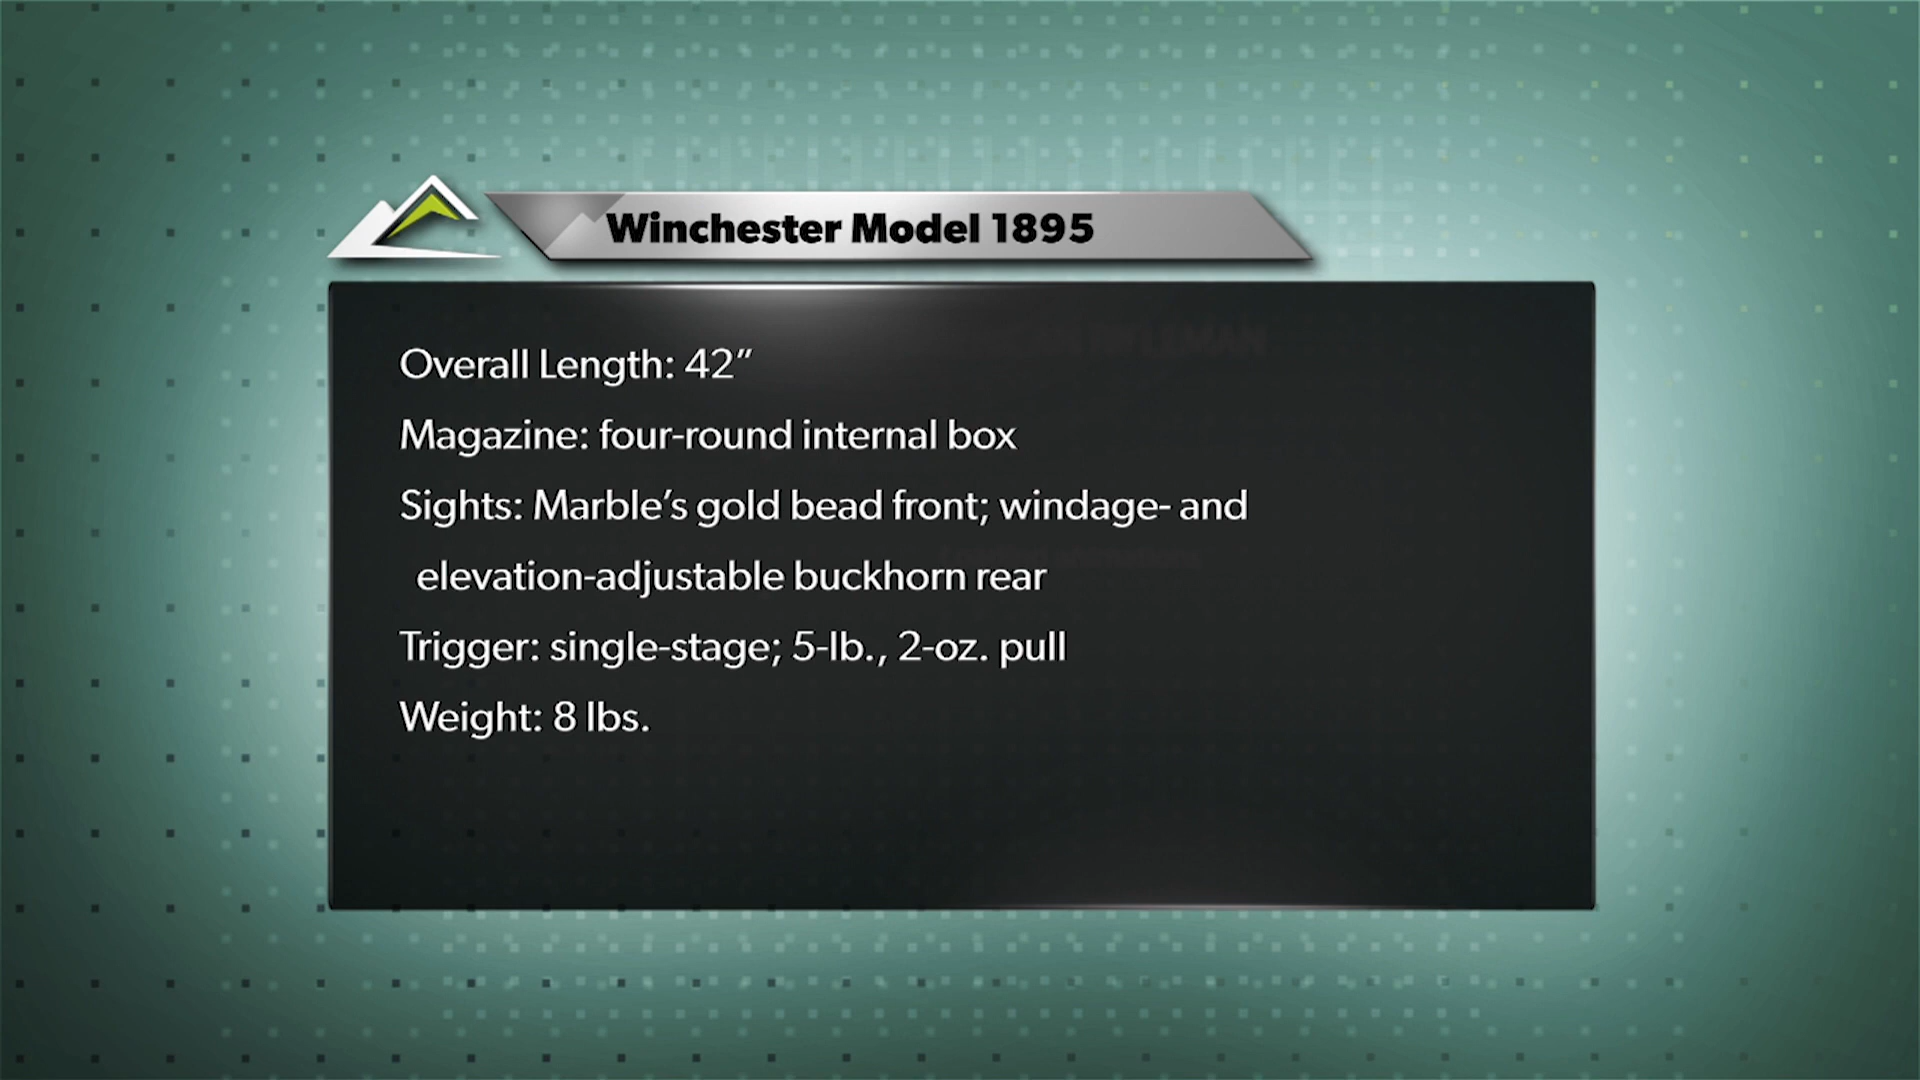 Winchester Model 1895
Overall Length: 42”
Magazine: four-round internal box
Sights: Marble’s gold bead front; windage- and
elevation-adjustable buckhorn rear
Trigger: single-stage; 5-lb., 2-oz. pull
Weight: 8 lbs.